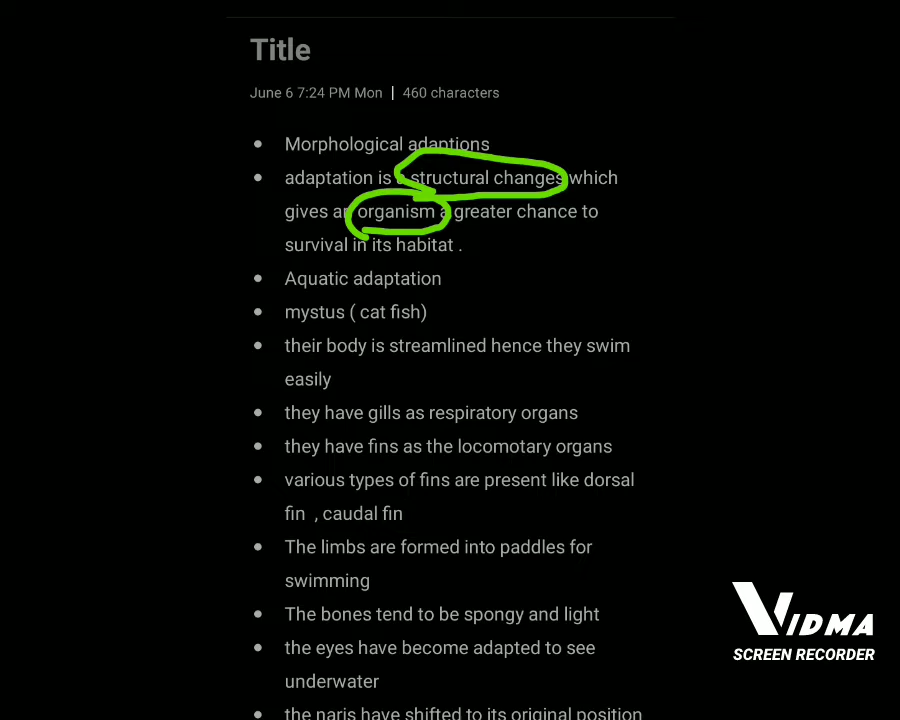 Title
June 6 7:24 PM Mon | 460 characters
Morphological adaptions
adaptation is structural changes which
gives an organism a greater chance to
survival in its habitat .
Aquatic adaptation
mystus ( cat fish)
their body is streamlined hence they swim
easily
they have gills as respiratory organs
they have fins as the locomotary organs
various types of fins are present like dorsal
fin , caudal fin
The limbs are formed into paddles for
swimming
The bones tend to be spongy and light
the eyes have become adapted to see
underwater
the naris have shifted to its original position
VIDMA
SCREEN RECORDER